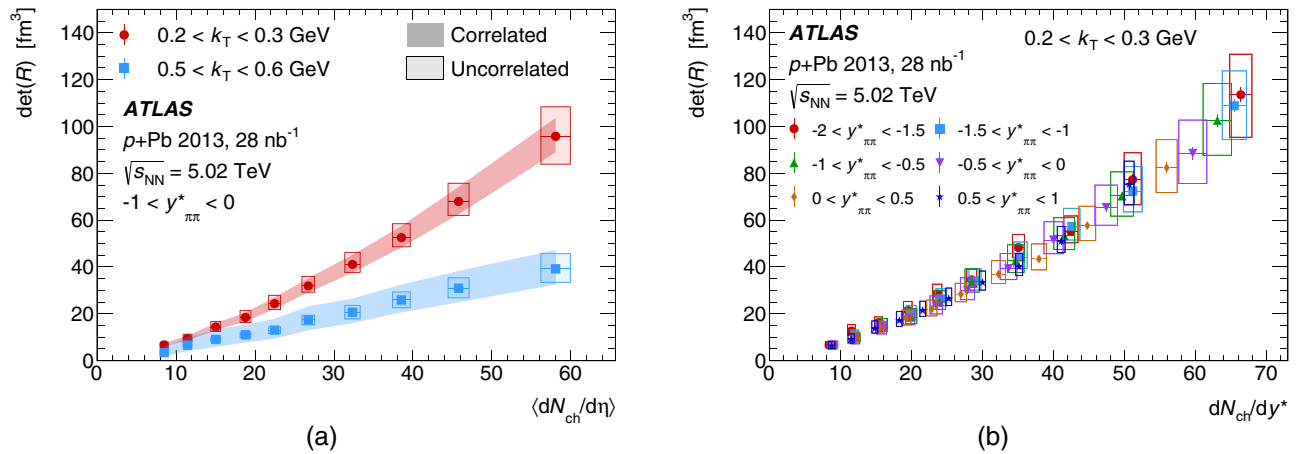 det(R) [fm³]
140
120
100
80
60
40
20
0
0.2 < k_T < 0.3 GeV
0.5 < k_T < 0.6 GeV
Correlated
Uncorrelated
ATLAS
p+Pb 2013, 28 nb⁻¹
√s_NN = 5.02 TeV
-1 < y*_ππ < 0
0 10 20 30 40 50 60
⟨dN_ch/dη⟩
(a)
det(R) [fm³]
140
120
100
80
60
40
20
0
ATLAS
0.2 < k_T < 0.3 GeV
p+Pb 2013, 28 nb⁻¹
√s_NN = 5.02 TeV
-2 < y*_ππ < -1.5 -1.5 < y*_ππ < -1
-1 < y*_ππ < -0.5 -0.5 < y*_ππ < 0
0 < y*_ππ < 0.5 0.5 < y*_ππ < 1
0 10 20 30 40 50 60 70
dN_ch/dy*
(b)